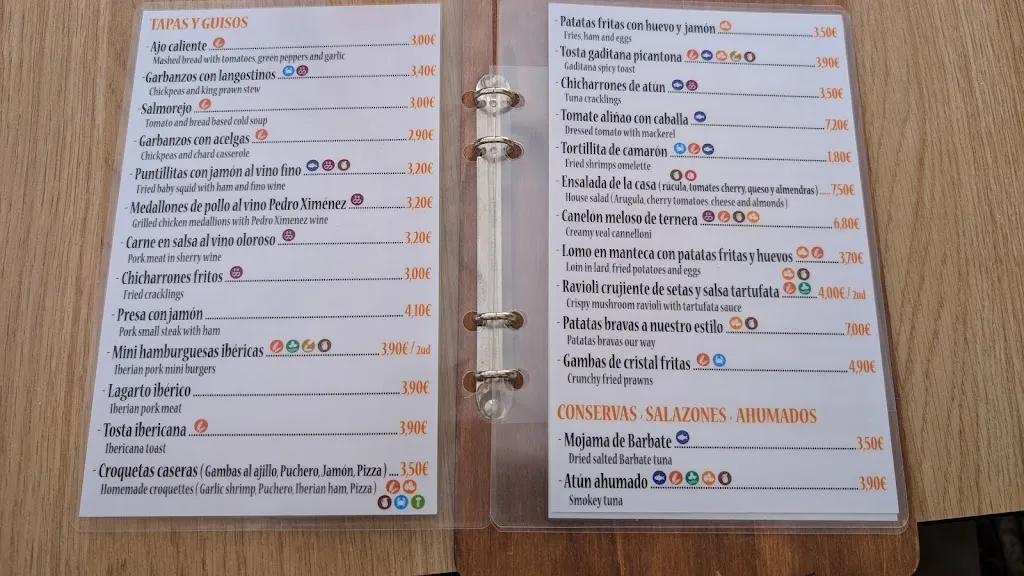 TAPAS Y GUISOS
- Ajo caliente 3,00€
Mashed bread with tomatoes, green peppers and garlic
- Garbanzos con langostinos 3,40€
Chickpeas and king prawn stew
- Salmorejo 3,00€
Tomato and bread based cold soup
- Garbanzos con acelgas 2,90€
Chickpeas and chard casserole
- Puntillitas con jamón al vino fino 3,20€
Fried baby squid with ham and fino wine
- Medallones de pollo al vino Pedro Ximénez 3,20€
Grilled chicken medallions with Pedro Ximenez wine
- Carne en salsa al vino oloroso 3,20€
Pork meat in sherry wine
- Chicharrones fritos 3,00€
Fried cracklings
- Presa con jamón 4,10€
Pork small steak with ham
- Mini hamburguesas ibéricas 3,90€ / 2ud
Iberian pork mini burgers
- Lagarto ibérico 3,90€
Iberian pork meat
- Tosta ibericana 3,90€
Ibericana toast
- Croquetas caseras ( Gambas al ajillo, Puchero, Jamón, Pizza ) 3,50€
Homemade croquettes ( Garlic shrimp, Puchero, Iberian ham, Pizza )
- Patatas fritas con huevo y jamón 3,50€
Fries, ham and eggs
- Tosta gaditana picantona 3,90€
Gaditana spicy toast
- Chicharrones de atún 3,50€
Tuna cracklings
- Tomate aliñao con caballa 7,20€
Dressed tomato with mackerel
- Tortillita de camarón 1,80€
Fried shrimps omelette
- Ensalada de la casa ( rúcula, tomates cherry, queso y almendras ) 7,50€
House salad ( Arugula, cherry tomatoes, cheese and almonds )
- Canelón meloso de ternera 6,80€
Creamy veal cannelloni
- Lomo en manteca con patatas fritas y huevos 3,70€
Loin in lard, fried potatoes and eggs
- Ravioli crujiente de setas y salsa tartufata 4,00€ / 2ud
Crispy mushroom ravioli with tartufata sauce
- Patatas bravas a nuestro estilo 7,00€
Patatas bravas our way
- Gambas de cristal fritas 4,90€
Crunchy fried prawns
CONSERVAS · SALAZONES · AHUMADOS
- Mojama de Barbate 3,50€
Dried salted Barbate tuna
- Atún ahumado 3,90€
Smokey tuna